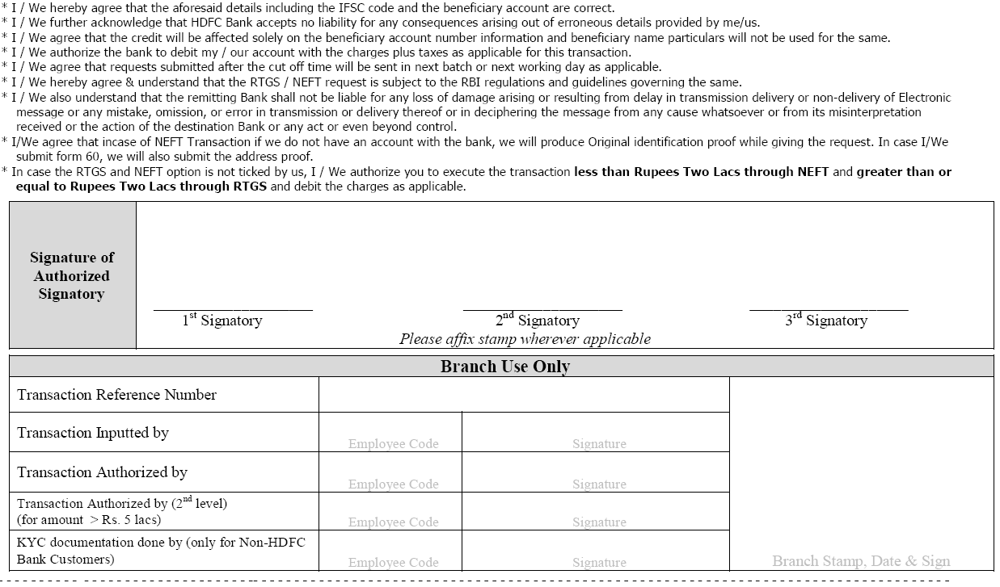 * I / We hereby agree that the aforesaid details including the IFSC code and the beneficiary account are correct.
* I / We further acknowledge that HDFC Bank accepts no liability for any consequences arising out of erroneous details provided by me/us.
* I / We agree that the credit will be affected solely on the beneficiary account number information and beneficiary name particulars will not be used for the same.
* I / We authorize the bank to debit my / our account with the charges plus taxes as applicable for this transaction.
* I / We agree that requests submitted after the cut off time will be sent in next batch or next working day as applicable.
* I / We hereby agree & understand that the RTGS / NEFT request is subject to the RBI regulations and guidelines governing the same.
* I / We also understand that the remitting Bank shall not be liable for any loss of damage arising or resulting from delay in transmission delivery or non-delivery of Electronic
message or any mistake, omission, or error in transmission or delivery thereof or in deciphering the message from any cause whatsoever or from its misinterpretation
received or the action of the destination Bank or any act or even beyond control.
* I/We agree that incase of NEFT Transaction if we do not have an account with the bank, we will produce Original identification proof while giving the request. In case I/We
submit form 60, we will also submit the address proof.
* In case the RTGS and NEFT option is not ticked by us, I / We authorize you to execute the transaction less than Rupees Two Lacs through NEFT and greater than or
equal to Rupees Two Lacs through RTGS and debit the charges as applicable.
Signature of
Authorized
Signatory
1st Signatory 2nd Signatory 3rd Signatory
Please affix stamp wherever applicable
Branch Use Only
Transaction Reference Number
Transaction Inputted by
Employee Code Signature
Transaction Authorized by
Employee Code Signature
Transaction Authorized by (2nd level)
(for amount > Rs. 5 lacs)
Employee Code Signature
KYC documentation done by (only for Non-HDFC
Bank Customers)
Employee Code Signature
Branch Stamp, Date & Sign